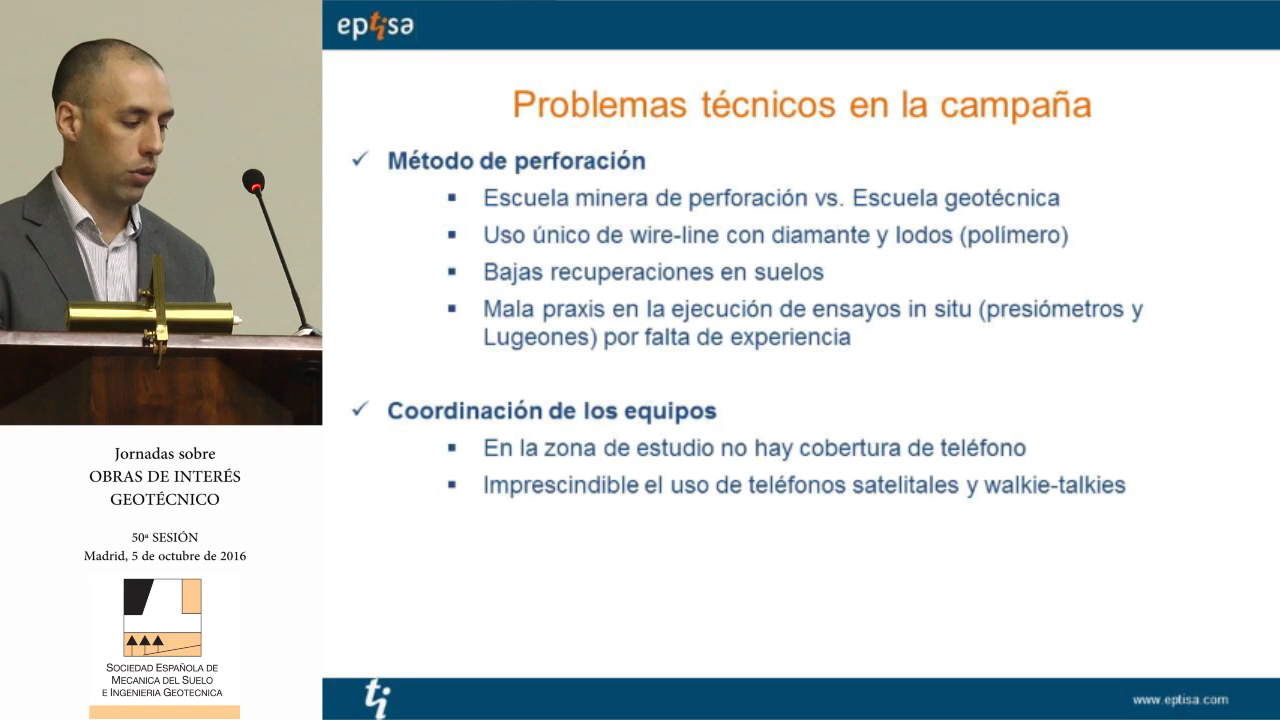 eptisa
Problemas técnicos en la campaña
✓ Método de perforación
▪ Escuela minera de perforación vs. Escuela geotécnica
▪ Uso único de wire-line con diamante y lodos (polímero)
▪ Bajas recuperaciones en suelos
▪ Mala praxis en la ejecución de ensayos in situ (presiómetros y
Lugeones) por falta de experiencia
✓ Coordinación de los equipos
▪ En la zona de estudio no hay cobertura de teléfono
▪ Imprescindible el uso de teléfonos satelitales y walkie-talkies
ti
www.eptisa.com
Jornadas sobre
OBRAS DE INTERÉS
GEOTÉCNICO
50ª SESIÓN
Madrid, 5 de octubre de 2016
SOCIEDAD ESPAÑOLA DE
MECANICA DEL SUELO
E INGENIERIA GEOTECNICA